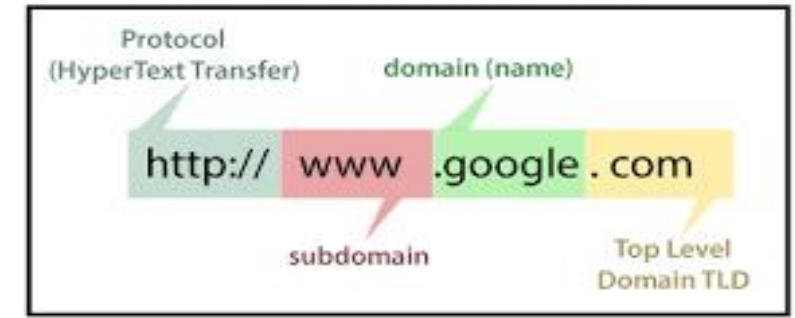 Protocol
(HyperText Transfer)
domain (name)
http:// www .google . com
subdomain
Top Level
Domain TLD